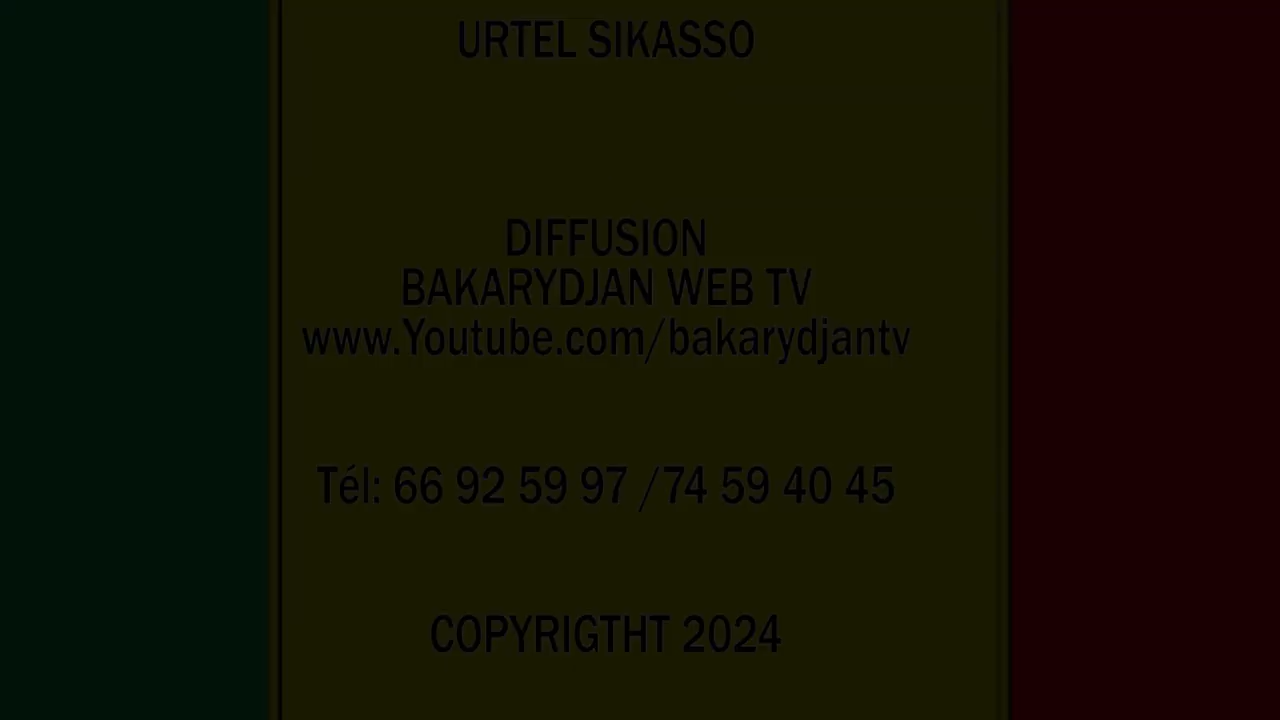 URTEL SIKASSO
DIFFUSION
BAKARYDJAN WEB TV
www.Youtube.com/bakarydjantv
Tél: 66 92 59 97 /74 59 40 45
COPYRIGTHT 2024